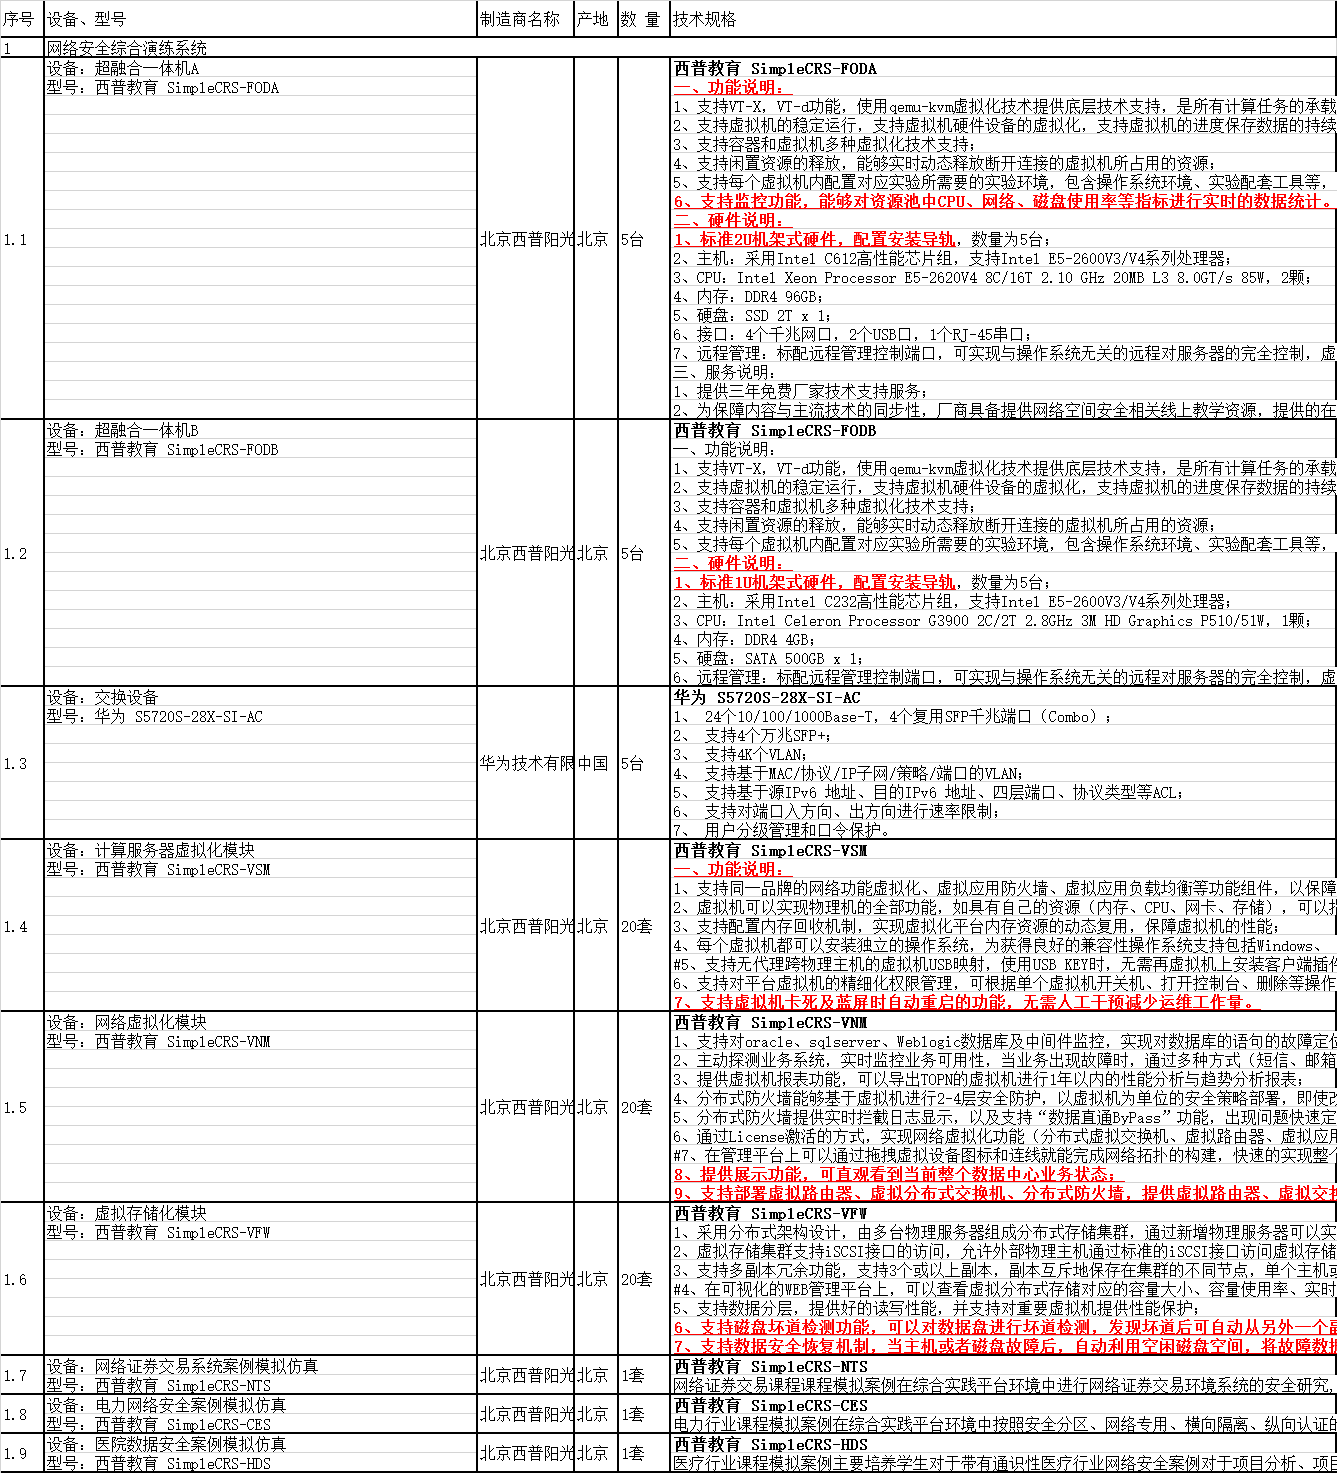 序号 设备、型号 制造商名称 产地 数 量 技术规格
1 网络安全综合演练系统
1.1
设备：超融合一体机A
型号：西普教育 SimpleCRS-FODA
北京西普阳光 北京 5台
西普教育 SimpleCRS-FODA
一、功能说明：
1、支持VT-X，VT-d功能，使用qemu-kvm虚拟化技术提供底层技术支持，是所有计算任务的承载
2、支持虚拟机的稳定运行，支持虚拟机硬件设备的虚拟化，支持虚拟机的进度保存数据的持续
3、支持容器和虚拟机多种虚拟化技术支持；
4、支持闲置资源的释放，能够实时动态释放断开连接的虚拟机所占用的资源；
5、支持每个虚拟机内配置对应实验所需要的实验环境，包含操作系统环境、实验配套工具等，
6、支持监控功能，能够对资源池中CPU、网络、磁盘使用率等指标进行实时的数据统计。
二、硬件说明：
1、标准2U机架式硬件，配置安装导轨，数量为5台；
2、主机：采用Intel C612高性能芯片组，支持Intel E5-2600V3/V4系列处理器；
3、CPU：Intel Xeon Processor E5-2620V4 8C/16T 2.10 GHz 20MB L3 8.0GT/s 85W，2颗；
4、内存：DDR4 96GB；
5、硬盘：SSD 2T x 1；
6、接口：4个千兆网口，2个USB口，1个RJ-45串口；
7、远程管理：标配远程管理控制端口，可实现与操作系统无关的远程对服务器的完全控制，虚
三、服务说明：
1、提供三年免费厂家技术支持服务；
2、为保障内容与主流技术的同步性，厂商具备提供网络空间安全相关线上教学资源，提供的在
1.2
设备：超融合一体机B
型号：西普教育 SimpleCRS-FODB
北京西普阳光 北京 5台
西普教育 SimpleCRS-FODB
一、功能说明：
1、支持VT-X，VT-d功能，使用qemu-kvm虚拟化技术提供底层技术支持，是所有计算任务的承载
2、支持虚拟机的稳定运行，支持虚拟机硬件设备的虚拟化，支持虚拟机的进度保存数据的持续
3、支持容器和虚拟机多种虚拟化技术支持；
4、支持闲置资源的释放，能够实时动态释放断开连接的虚拟机所占用的资源；
5、支持每个虚拟机内配置对应实验所需要的实验环境，包含操作系统环境、实验配套工具等，
二、硬件说明：
1、标准1U机架式硬件，配置安装导轨，数量为5台；
2、主机：采用Intel C232高性能芯片组，支持Intel E5-2600V3/V4系列处理器；
3、CPU：Intel Celeron Processor G3900 2C/2T 2.8GHz 3M HD Graphics P510/51W，1颗；
4、内存：DDR4 4GB；
5、硬盘：SATA 500GB x 1；
6、远程管理：标配远程管理控制端口，可实现与操作系统无关的远程对服务器的完全控制，虚
1.3
设备：交换设备
型号：华为 S5720S-28X-SI-AC
华为技术有限 中国 5台
华为 S5720S-28X-SI-AC
1、 24个10/100/1000Base-T，4个复用SFP千兆端口（Combo）；
2、 支持4个万兆SFP+；
3、 支持4K个VLAN；
4、 支持基于MAC/协议/IP子网/策略/端口的VLAN；
5、 支持基于源IPv6 地址、目的IPv6 地址、四层端口、协议类型等ACL；
6、 支持对端口入方向、出方向进行速率限制；
7、 用户分级管理和口令保护。
1.4
设备：计算服务器虚拟化模块
型号：西普教育 SimpleCRS-VSM
北京西普阳光 北京 20套
西普教育 SimpleCRS-VSM
一、功能说明：
1、支持同一品牌的网络功能虚拟化、虚拟应用防火墙、虚拟应用负载均衡等功能组件，以保障
2、虚拟机可以实现物理机的全部功能，如具有自己的资源（内存、CPU、网卡、存储），可以指
3、支持配置内存回收机制，实现虚拟化平台内存资源的动态复用，保障虚拟机的性能；
4、每个虚拟机都可以安装独立的操作系统，为获得良好的兼容性操作系统支持包括Windows、
#5、支持无代理跨物理主机的虚拟机USB映射，使用USB KEY时，无需再虚拟机上安装客户端插件
6、支持对平台虚拟机的精细化权限管理，可根据单个虚拟机开关机、打开控制台、删除等操作
7、支持虚拟机卡死及蓝屏时自动重启的功能，无需人工干预减少运维工作量。
1.5
设备：网络虚拟化模块
型号：西普教育 SimpleCRS-VNM
北京西普阳光 北京 20套
西普教育 SimpleCRS-VNM
1、支持对oracle、sqlserver、Weblogic数据库及中间件监控，实现对数据库的语句的故障定位
2、主动探测业务系统，实时监控业务可用性，当业务出现故障时，通过多种方式（短信、邮箱
3、提供虚拟机报表功能，可以导出TOPN的虚拟机进行1年以内的性能分析与趋势分析报表；
4、分布式防火墙能够基于虚拟机进行2-4层安全防护，以虚拟机为单位的安全策略部署，即使改
5、分布式防火墙提供实时拦截日志显示，以及支持“数据直通ByPass”功能，出现问题快速定
6、通过License激活的方式，实现网络虚拟化功能（分布式虚拟交换机、虚拟路由器、虚拟应用
#7、在管理平台上可以通过拖拽虚拟设备图标和连线就能完成网络拓扑的构建，快速的实现整个
8、提供展示功能，可直观看到当前整个数据中心业务状态；
9、支持部署虚拟路由器、虚拟分布式交换机、分布式防火墙，提供虚拟路由器、虚拟交换
1.6
设备：虚拟存储化模块
型号：西普教育 SimpleCRS-VFW
北京西普阳光 北京 20套
西普教育 SimpleCRS-VFW
1、采用分布式架构设计，由多台物理服务器组成分布式存储集群，通过新增物理服务器可以实
2、虚拟存储集群支持iSCSI接口的访问，允许外部物理主机通过标准的iSCSI接口访问虚拟存储
3、支持多副本冗余功能，支持3个或以上副本，副本互斥地保存在集群的不同节点，单个主机或
#4、在可视化的WEB管理平台上，可以查看虚拟分布式存储对应的容量大小、容量使用率、实时
5、支持数据分层，提供好的读写性能，并支持对重要虚拟机提供性能保护；
6、支持磁盘坏道检测功能，可以对数据盘进行坏道检测，发现坏道后可自动从另外一个副
7、支持数据安全恢复机制，当主机或者磁盘故障后，自动利用空闲磁盘空间，将故障数据
1.7
设备：网络证券交易系统案例模拟仿真
型号：西普教育 SimpleCRS-NTS
北京西普阳光 北京 1套
西普教育 SimpleCRS-NTS
网络证券交易课程课程模拟案例在综合实践平台环境中进行网络证券交易环境系统的安全研究，
1.8
设备：电力网络安全案例模拟仿真
型号：西普教育 SimpleCRS-CES
北京西普阳光 北京 1套
西普教育 SimpleCRS-CES
电力行业课程模拟案例在综合实践平台环境中按照安全分区、网络专用、横向隔离、纵向认证的
1.9
设备：医院数据安全案例模拟仿真
型号：西普教育 SimpleCRS-HDS
北京西普阳光 北京 1套
西普教育 SimpleCRS-HDS
医疗行业课程模拟案例主要培养学生对于带有通识性医疗行业网络安全案例对于项目分析、项目